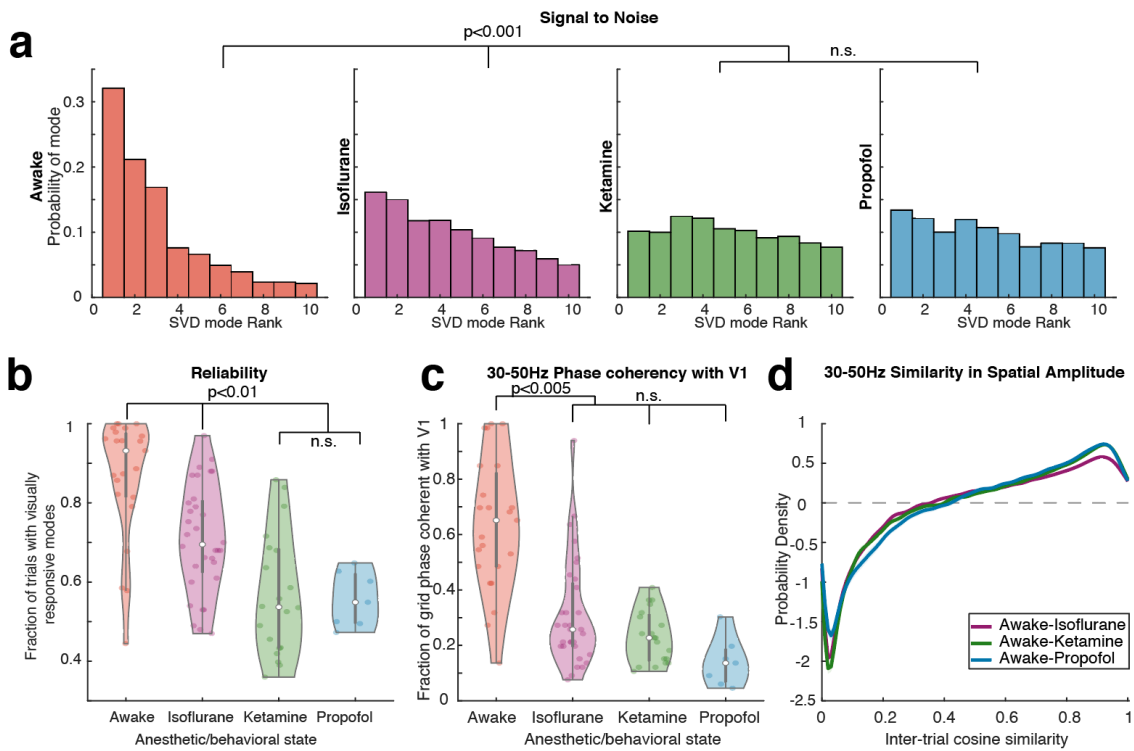 a
Signal to Noise
p<0.001
n.s.
Awake
Probability of mode
0.3
0.2
0.1
0
0 2 4 6 8 10
SVD mode Rank
Isoflurane
0 2 4 6 8 10
SVD mode Rank
Ketamine
0 2 4 6 8 10
SVD mode Rank
Propofol
0 2 4 6 8 10
SVD mode Rank
b
Reliability
p<0.01
n.s.
Fraction of trials with visually
responsive modes
1
0.8
0.6
0.4
Awake Isoflurane Ketamine Propofol
Anesthetic/behavioral state
c
30-50Hz Phase coherency with V1
p<0.005
n.s.
Fraction of grid phase coherent with V1
1
0.8
0.6
0.4
0.2
0
Awake Isoflurane Ketamine Propofol
Anesthetic/behavioral state
d
30-50Hz Similarity in Spatial Amplitude
Probability Density
1
0.5
0
-0.5
-1
-1.5
-2
-2.5
Awake-Isoflurane
Awake-Ketamine
Awake-Propofol
0 0.2 0.4 0.6 0.8 1
Inter-trial cosine similarity